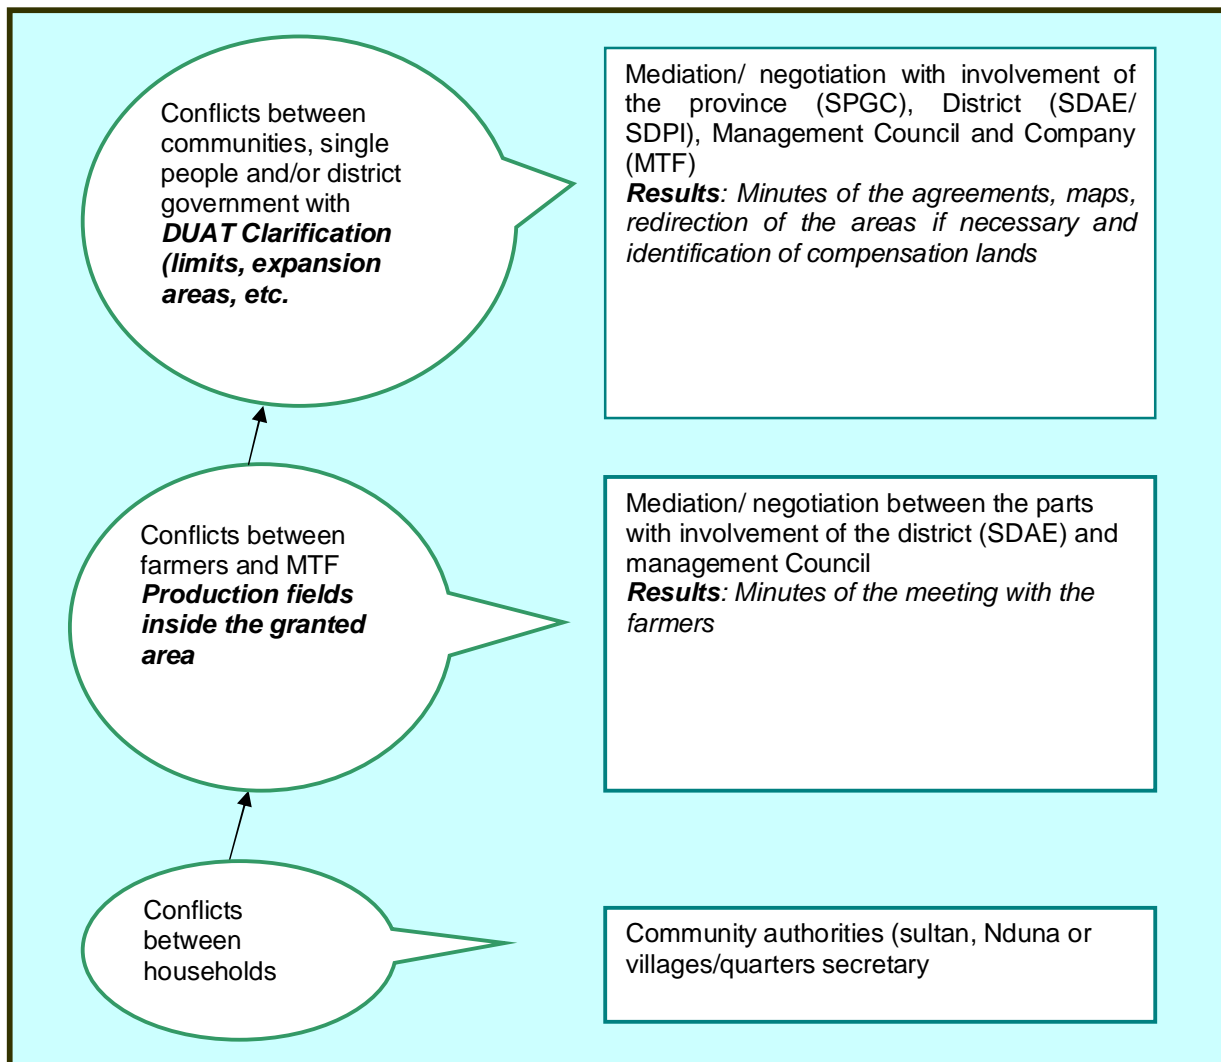 Conflicts between
communities, single
people and/or district
government with
DUAT Clarification
(limits, expansion
areas, etc.
Mediation/ negotiation with involvement of
the province (SPGC), District (SDAE/
SDPI), Management Council and Company
(MTF)
Results: Minutes of the agreements, maps,
redirection of the areas if necessary and
identification of compensation lands
Conflicts between
farmers and MTF
Production fields
inside the granted
area
Mediation/ negotiation between the parts
with involvement of the district (SDAE) and
management Council
Results: Minutes of the meeting with the
farmers
Conflicts
between
households
Community authorities (sultan, Nduna or
villages/quarters secretary